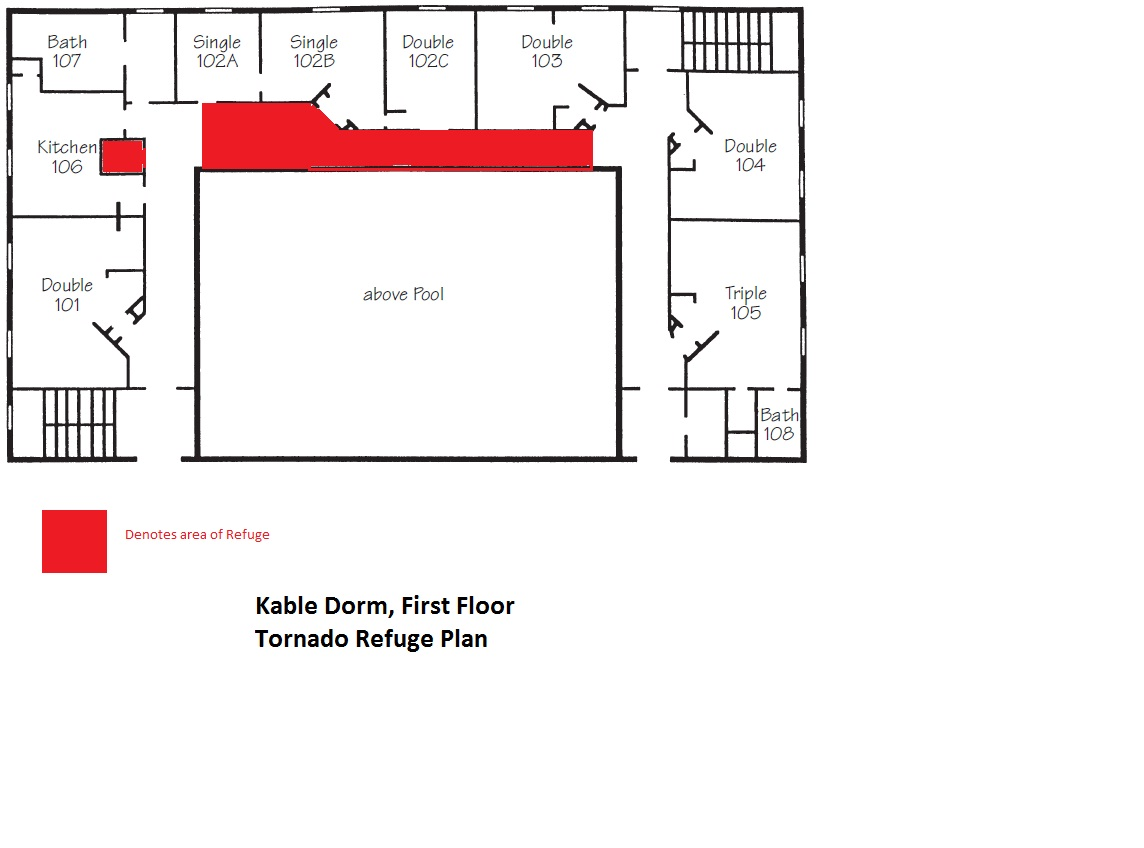 Bath
107
Single
102A
Single
102B
Double
102C
Double
103
Kitchen
106
Double
104
Double
101
above Pool
Triple
105
Bath
108
Denotes area of Refuge
Kable Dorm, First Floor
Tornado Refuge Plan